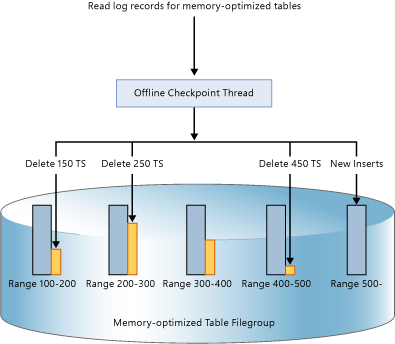 Read log records for memory-optimized tables
Offline Checkpoint Thread
Delete 150 TS
Delete 250 TS
Delete 450 TS
New Inserts
Range 100-200
Range 200-300
Range 300-400
Range 400-500
Range 500-
Memory-optimized Table Filegroup